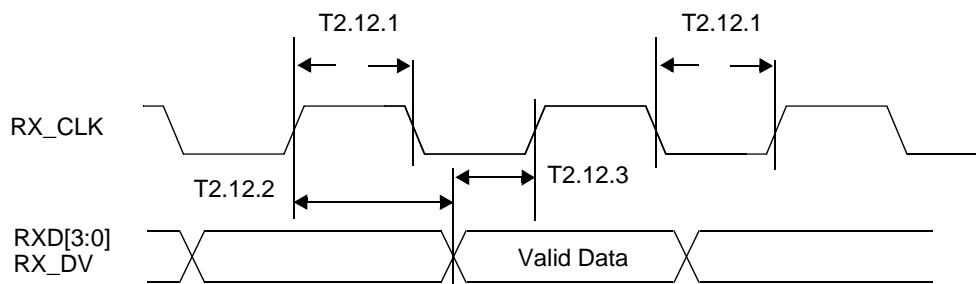 T2.12.1
T2.12.1
RX_CLK
T2.12.2
T2.12.3
RXD[3:0]
RX_DV
Valid Data